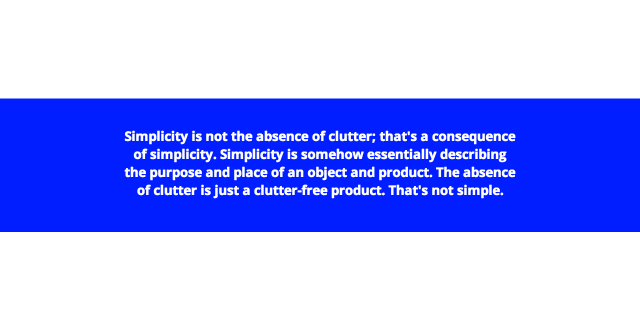 Simplicity is not the absence of clutter; that's a consequence
of simplicity. Simplicity is somehow essentially describing
the purpose and place of an object and product. The absence
of clutter is just a clutter-free product. That's not simple.